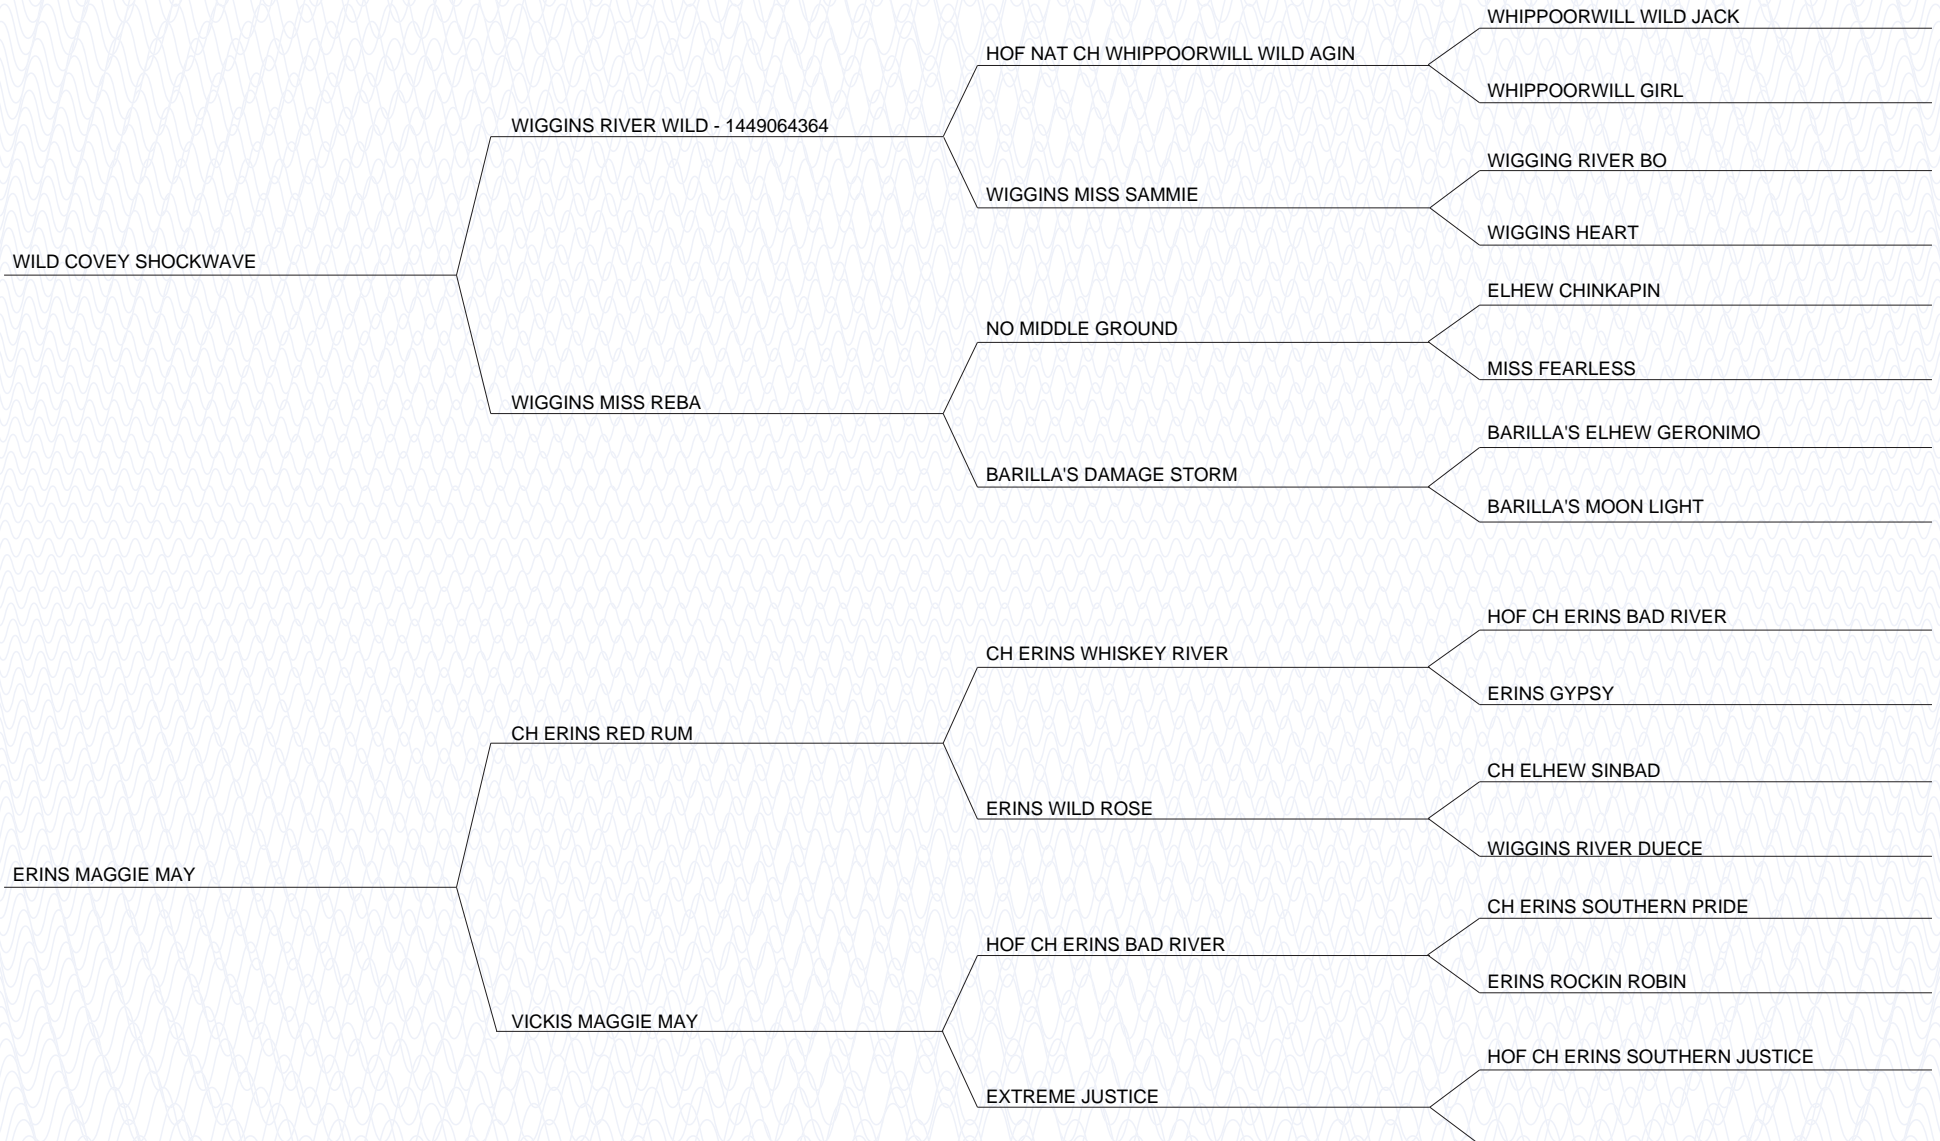 WHIPPOORWILL WILD JACK
HOF NAT CH WHIPPOORWILL WILD AGIN
WHIPPOORWILL GIRL
WIGGINS RIVER WILD - 1449064364
WIGGING RIVER BO
WIGGINS MISS SAMMIE
WIGGINS HEART
WILD COVEY SHOCKWAVE
ELHEW CHINKAPIN
NO MIDDLE GROUND
MISS FEARLESS
WIGGINS MISS REBA
BARILLA'S ELHEW GERONIMO
BARILLA'S DAMAGE STORM
BARILLA'S MOON LIGHT
HOF CH ERINS BAD RIVER
CH ERINS WHISKEY RIVER
ERINS GYPSY
CH ERINS RED RUM
CH ELHEW SINBAD
ERINS WILD ROSE
WIGGINS RIVER DUECE
ERINS MAGGIE MAY
CH ERINS SOUTHERN PRIDE
HOF CH ERINS BAD RIVER
ERINS ROCKIN ROBIN
VICKIS MAGGIE MAY
HOF CH ERINS SOUTHERN JUSTICE
EXTREME JUSTICE